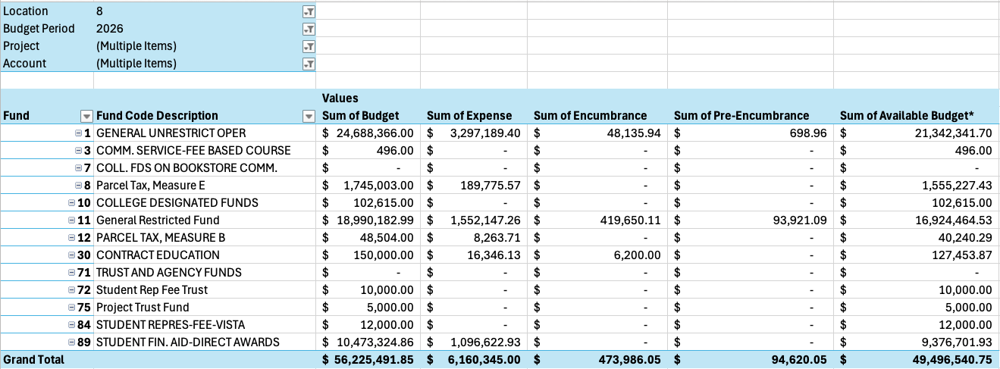 Location 8
Budget Period 2026
Project (Multiple Items)
Account (Multiple Items)
Values
Fund Fund Code Description Sum of Budget Sum of Expense Sum of Encumbrance Sum of Pre-Encumbrance Sum of Available Budget*
1 GENERAL UNRESTRICT OPER $ 24,688,366.00 $ 3,297,189.40 $ 48,135.94 $ 698.96 $ 21,342,341.70
3 COMM. SERVICE-FEE BASED COURSE $ 496.00 $ - $ - $ - $ 496.00
7 COLL. FDS ON BOOKSTORE COMM. $ - $ - $ - $ - $ -
8 Parcel Tax, Measure E $ 1,745,003.00 $ 189,775.57 $ - $ - $ 1,555,227.43
10 COLLEGE DESIGNATED FUNDS $ 102,615.00 $ - $ - $ - $ 102,615.00
11 General Restricted Fund $ 18,990,182.99 $ 1,552,147.26 $ 419,650.11 $ 93,921.09 $ 16,924,464.53
12 PARCEL TAX, MEASURE B $ 48,504.00 $ 8,263.71 $ - $ - $ 40,240.29
30 CONTRACT EDUCATION $ 150,000.00 $ 16,346.13 $ 6,200.00 $ - $ 127,453.87
71 TRUST AND AGENCY FUNDS $ - $ - $ - $ - $ -
72 Student Rep Fee Trust $ 10,000.00 $ - $ - $ - $ 10,000.00
75 Project Trust Fund $ 5,000.00 $ - $ - $ - $ 5,000.00
84 STUDENT REPRES-FEE-VISTA $ 12,000.00 $ - $ - $ - $ 12,000.00
89 STUDENT FIN. AID-DIRECT AWARDS $ 10,473,324.86 $ 1,096,622.93 $ - $ - $ 9,376,701.93
Grand Total $ 56,225,491.85 $ 6,160,345.00 $ 473,986.05 $ 94,620.05 $ 49,496,540.75